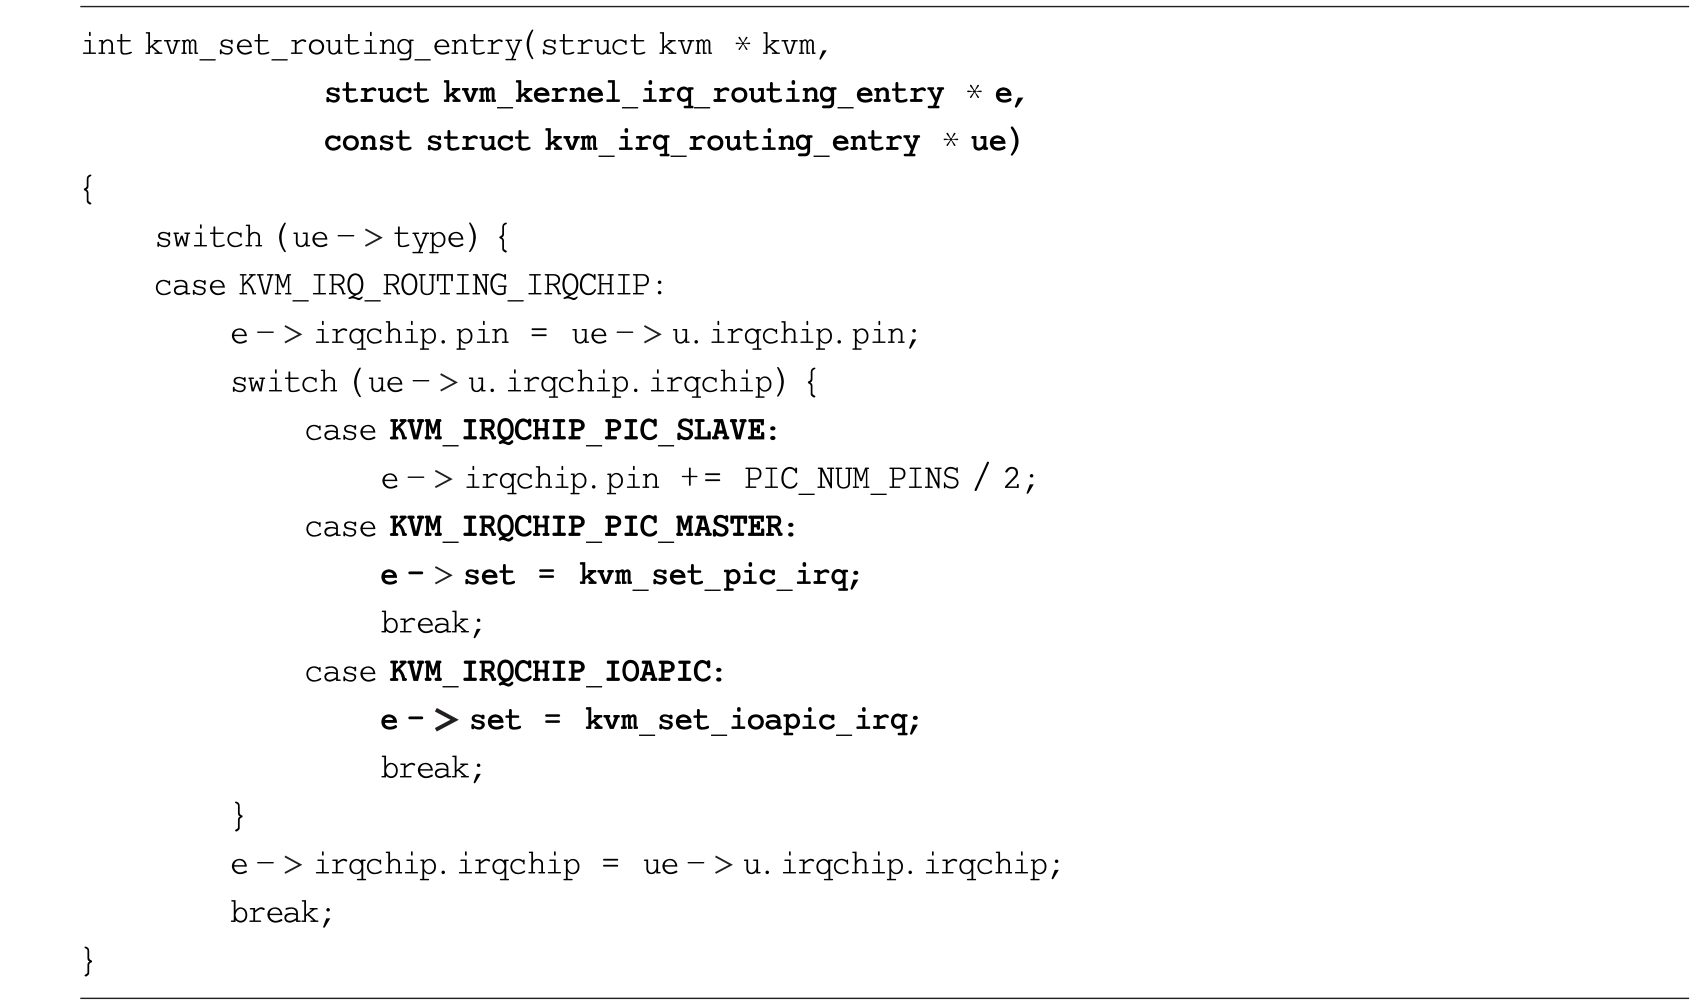 int kvm_set_routing_entry(struct kvm * kvm,
struct kvm_kernel_irq_routing_entry * e,
const struct kvm_irq_routing_entry * ue)
{
switch (ue -> type) {
case KVM_IRQ_ROUTING_IRQCHIP:
e -> irqchip.pin = ue -> u.irqchip.pin;
switch (ue -> u.irqchip.irqchip) {
case KVM_IRQCHIP_PIC_SLAVE:
e -> irqchip.pin += PIC_NUM_PINS / 2;
case KVM_IRQCHIP_PIC_MASTER:
e -> set = kvm_set_pic_irq;
break;
case KVM_IRQCHIP_IOAPIC:
e -> set = kvm_set_ioapic_irq;
break;
}
e -> irqchip.irqchip = ue -> u.irqchip.irqchip;
break;
}